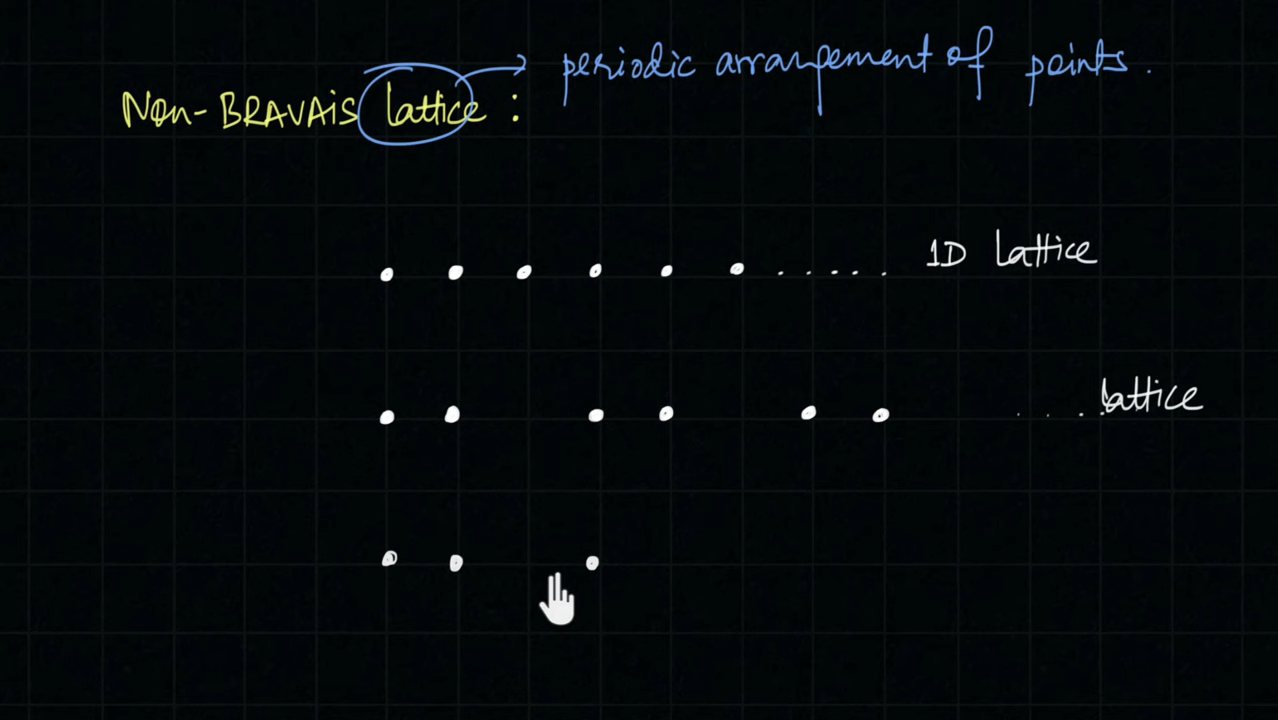 periodic arrangement of points.
Non-BRAVAIS lattice :
..... 1D lattice
.... lattice